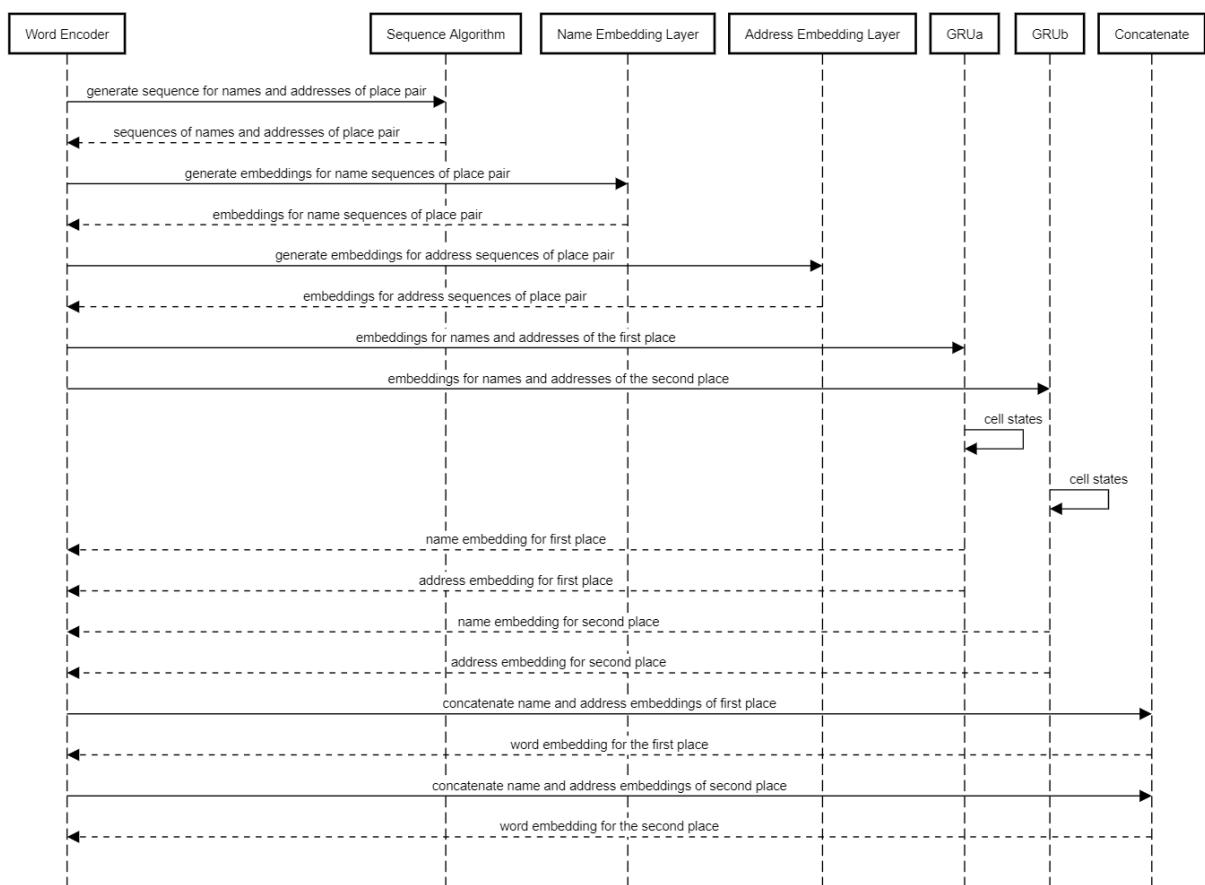 Word Encoder
Sequence Algorithm
Name Embedding Layer
Address Embedding Layer
GRUa
GRUb
Concatenate
generate sequence for names and addresses of place pair
sequences of names and addresses of place pair
generate embeddings for name sequences of place pair
embeddings for name sequences of place pair
generate embeddings for address sequences of place pair
embeddings for address sequences of place pair
embeddings for names and addresses of the first place
embeddings for names and addresses of the second place
cell states
cell states
name embedding for first place
address embedding for first place
name embedding for second place
address embedding for second place
concatenate name and address embeddings of first place
word embedding for the first place
concatenate name and address embeddings of second place
word embedding for the second place